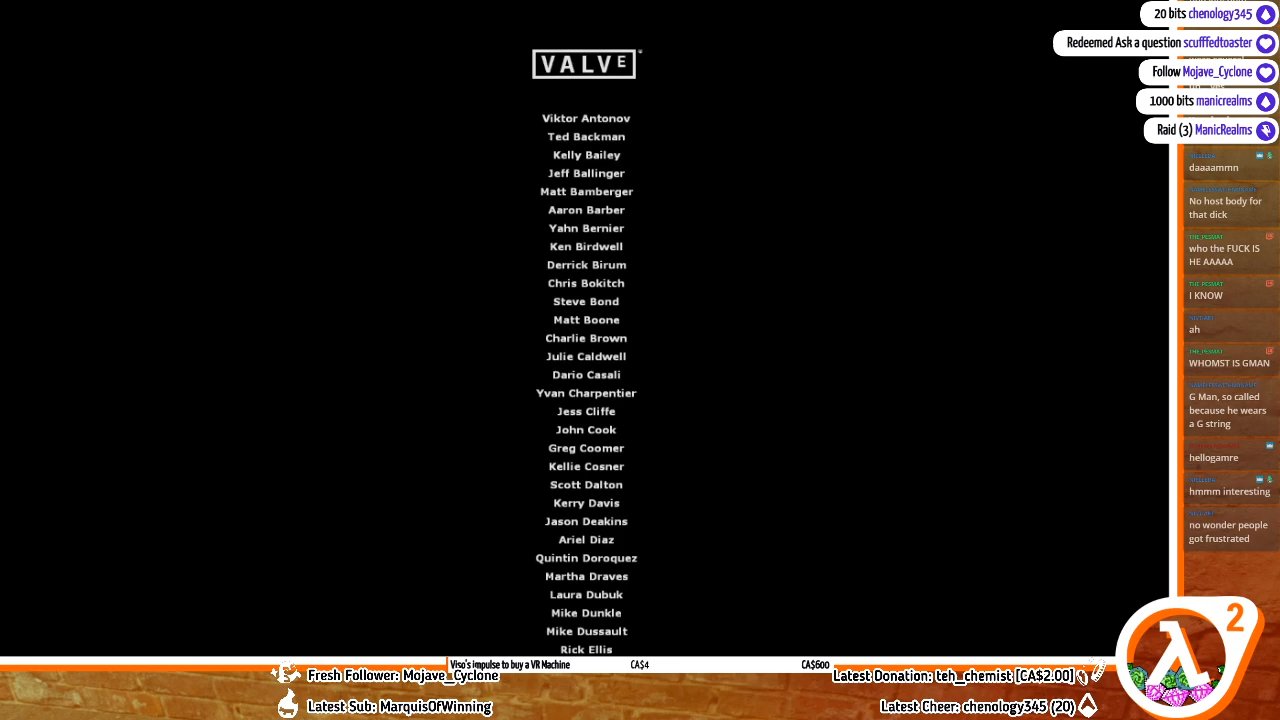 VALVE
Viktor Antonov
Ted Backman
Kelly Bailey
Jeff Ballinger
Matt Bamberger
Aaron Barber
Yahn Bernier
Ken Birdwell
Derrick Birum
Chris Bokitch
Steve Bond
Matt Boone
Charlie Brown
Julie Caldwell
Dario Casali
Yvan Charpentier
Jess Cliffe
John Cook
Greg Coomer
Kellie Cosner
Scott Dalton
Kerry Davis
Jason Deakins
Ariel Diaz
Quintin Doroquez
Martha Draves
Laura Dubuk
Mike Dunkle
Mike Dussault
Rick Ellis
20 bits chenology345
Redeemed Ask a question scufffedtoaster
Follow Mojave_Cyclone
1000 bits manicrealms
Raid (3) ManicRealms
daaaammn
No host body for
that dick
THE_PESMAT
who the FUCK IS
HE AAAAA
THE_PESMAT
I KNOW
ah
THE_PESMAT
WHOMST IS GMAN
G Man, so called
because he wears
a G string
hellogamre
hmmm interesting
no wonder people
got frustrated
2
Viso's impulse to buy a VR Machine
CA$4
CA$600
Fresh Follower: Mojave_Cyclone
Latest Donation: teh_chemist [CA$2.00]
Latest Sub: MarquisOfWinning
Latest Cheer: chenology345 (20)